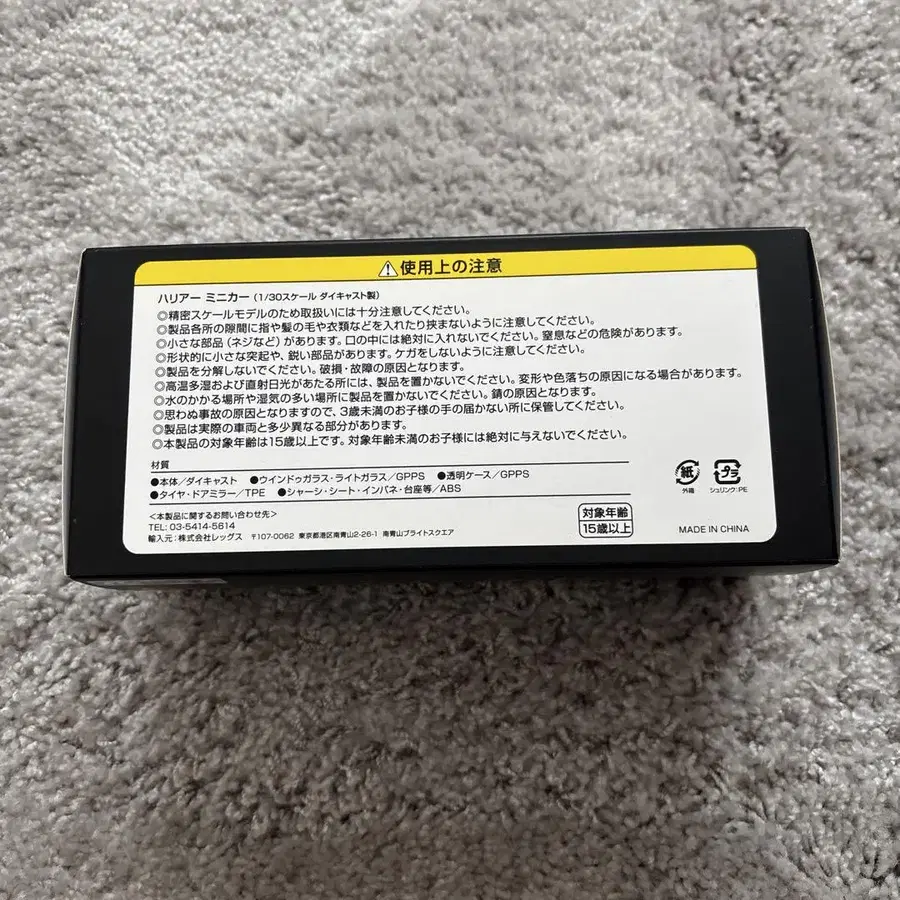 ⚠使用上の注意
ハリアー ミニカー（1/30スケール ダイキャスト製）
◎精密スケールモデルのため取扱いには十分注意してください。
◎製品各所の隙間に指や髪の毛や衣類などを入れたり挟まないように注意してください。
◎小さな部品（ネジなど）があります。口の中には絶対に入れないでください。窒息などの危険があります。
◎形状的に小さな突起や、鋭い部品があります。ケガをしないように注意してください。
◎製品を分解しないでください。破損・故障の原因となります。
◎高温多湿および直射日光があたる所には、製品を置かないでください。変形や色落ちの原因になる場合があります。
◎水のかかる場所や湿気の多い場所に製品を置かないでください。錆の原因となります。
◎思わぬ事故の原因となりますので、3歳未満のお子様の手の届かない所に保管してください。
◎製品は実際の車両と多少異なる部分があります。
◎本製品の対象年齢は15歳以上です。対象年齢未満のお子様には絶対に与えないでください。
材質
●本体/ダイキャスト ●ウインドゥガラス・ライトガラス/GPPS ●透明ケース/GPPS
●タイヤ・ドアミラー/TPE ●シャーシ・シート・インパネ・台座等/ABS
紙 外箱
プラ シュリンク:PE
＜本製品に関するお問い合わせ先＞
TEL: 03-5414-5614
輸入元：株式会社レッグス 〒107-0062 東京都港区南青山2-26-1 南青山ブライトスクエア
対象年齢
15歳以上
MADE IN CHINA